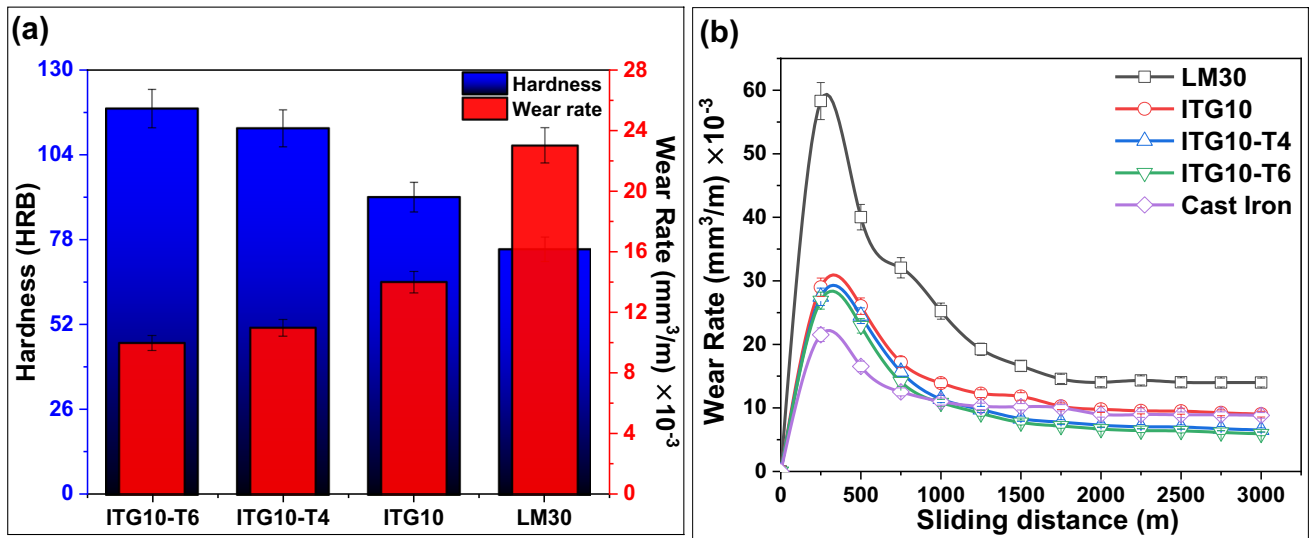 (a)
Hardness (HRB)
130
104
78
52
26
0
Hardness
Wear rate
28
24
20
16
12
8
4
0
Wear Rate (mm³/m) ×10⁻³
ITG10-T6 ITG10-T4 ITG10 LM30
(b)
Wear Rate (mm³/m) ×10⁻³
60
50
40
30
20
10
0
LM30
ITG10
ITG10-T4
ITG10-T6
Cast Iron
0 500 1000 1500 2000 2500 3000
Sliding distance (m)